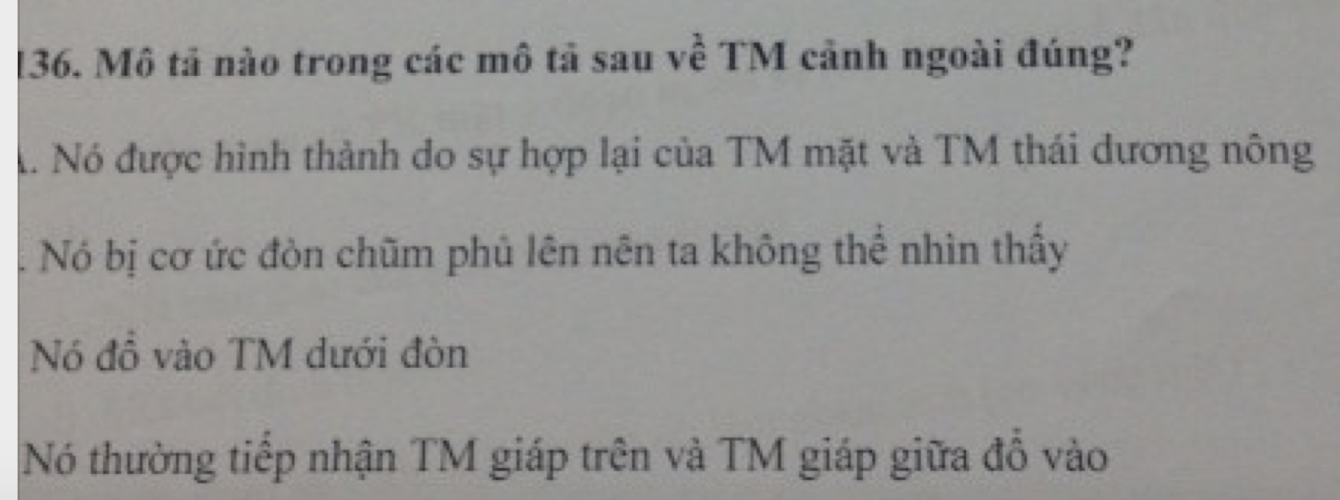 136. Mô tả nào trong các mô tả sau về TM cảnh ngoài đúng?
. Nó được hình thành do sự hợp lại của TM mặt và TM thái dương nông
. Nó bị cơ ức đòn chũm phủ lên nên ta không thể nhìn thấy
Nó đổ vào TM dưới đòn
Nó thường tiếp nhận TM giáp trên và TM giáp giữa đổ vào